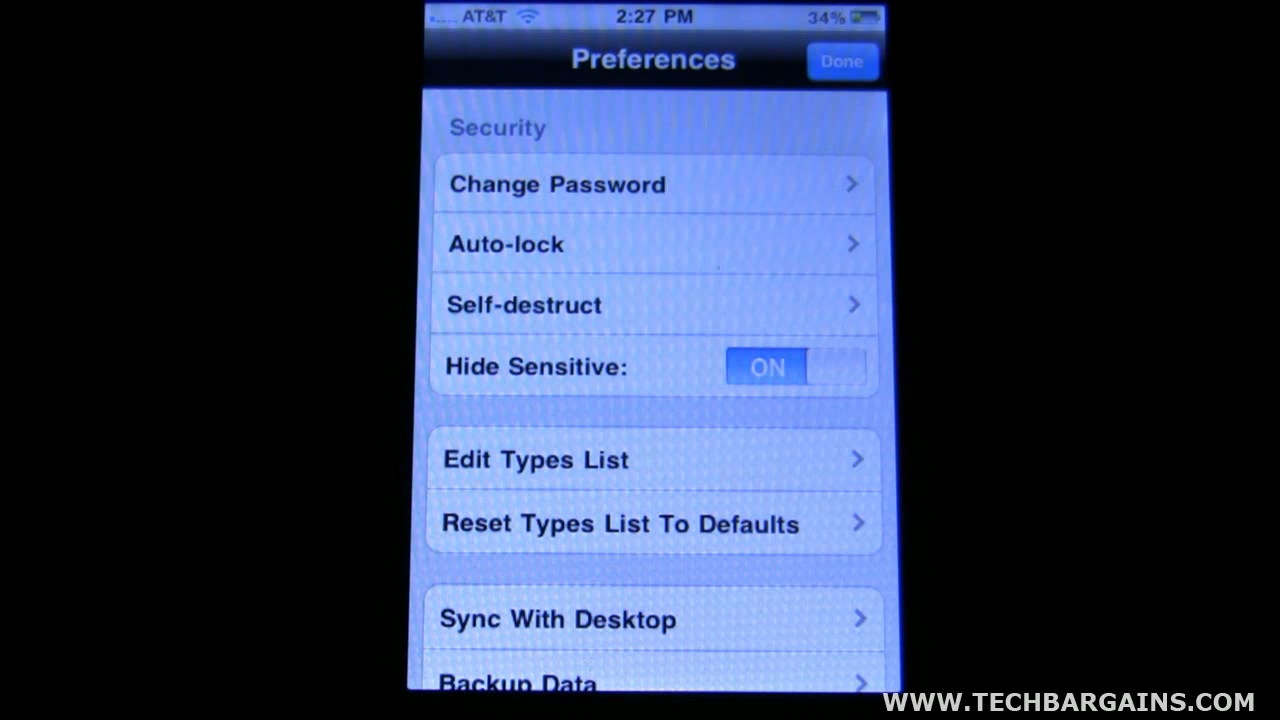 AT&T 2:27 PM 34%
Preferences Done
Security
Change Password
Auto-lock
Self-destruct
Hide Sensitive: ON
Edit Types List
Reset Types List To Defaults
Sync With Desktop
Backup Data
WWW.TECHBARGAINS.COM